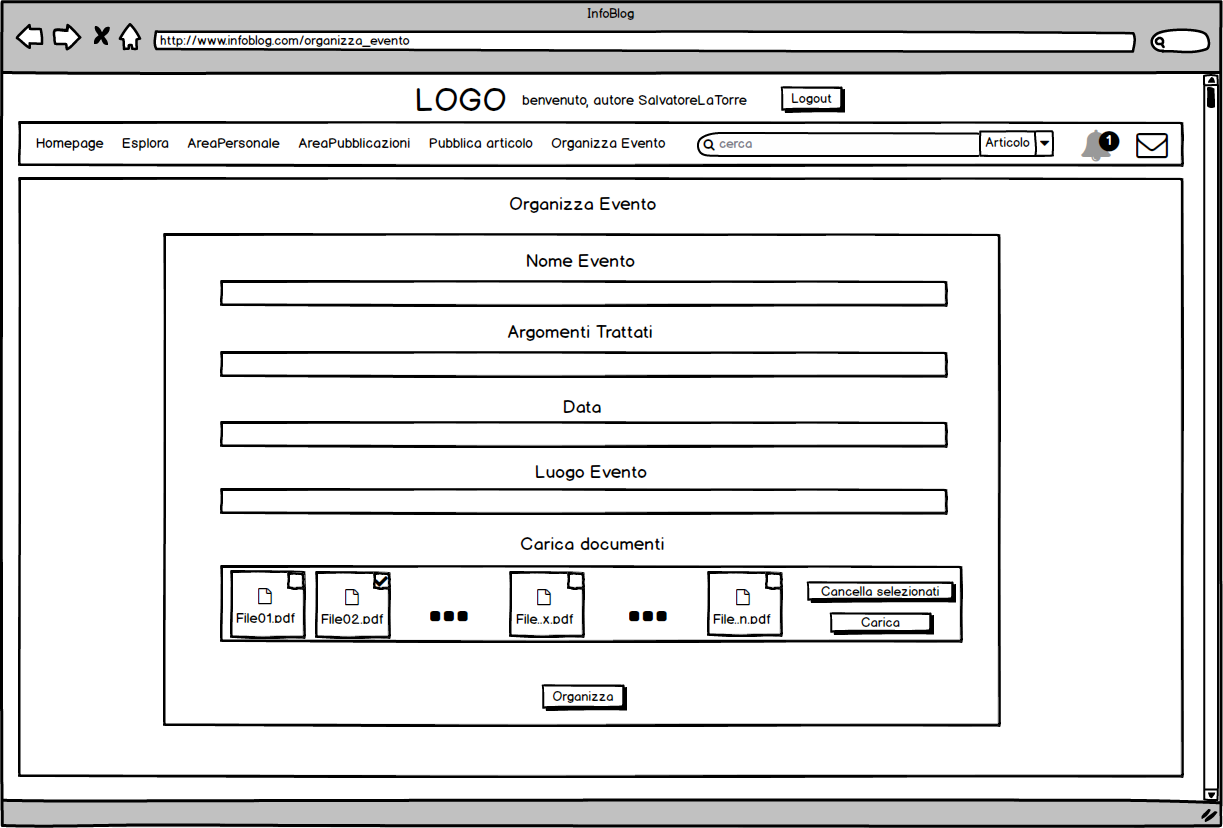 InfoBlog
http://www.infoblog.com/organizza_evento
LOGO benvenuto, autore SalvatoreLaTorre Logout
Homepage Esplora AreaPersonale AreaPubblicazioni Pubblica articolo Organizza Evento cerca Articolo 1
Organizza Evento
Nome Evento
Argomenti Trattati
Data
Luogo Evento
Carica documenti
File01.pdf File02.pdf File..x.pdf File..n.pdf Cancella selezionati
Carica
Organizza